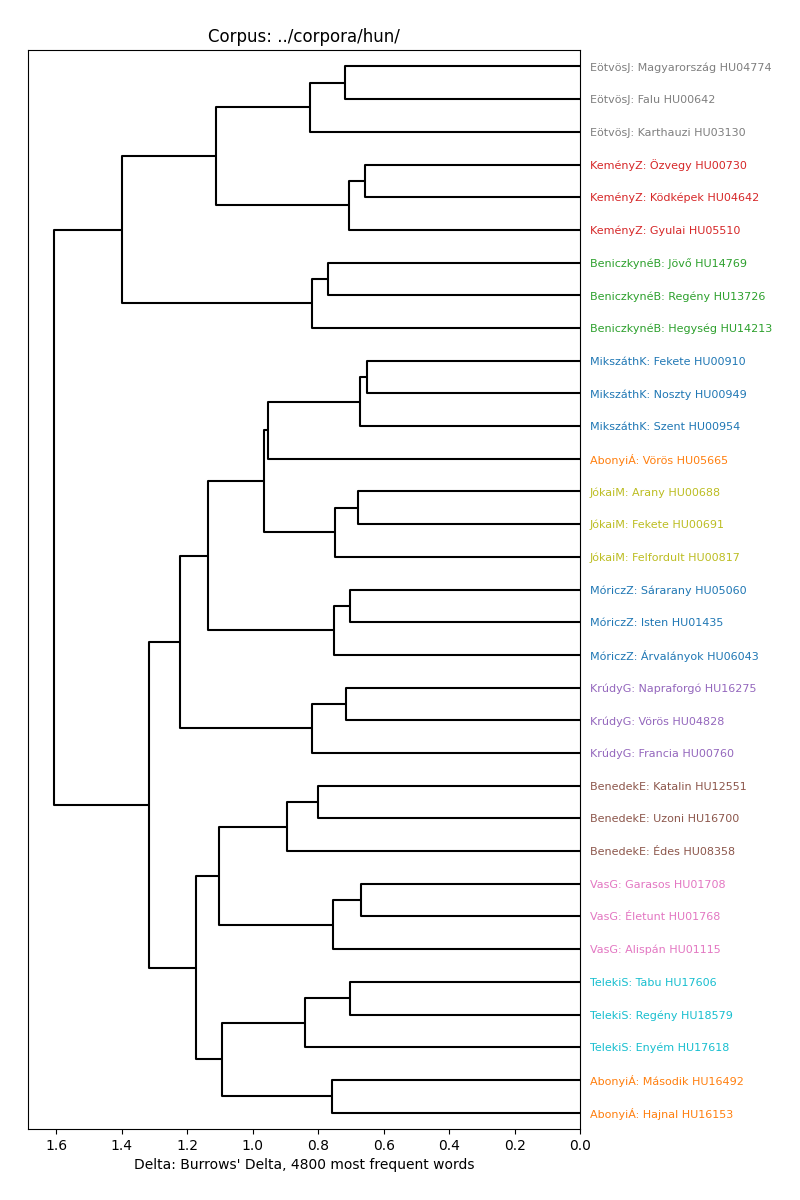 Corpus: ../corpora/hun/
EötvösJ: Magyarország HU04774
EötvösJ: Falu HU00642
EötvösJ: Karthauzi HU03130
KeményZ: Özvegy HU00730
KeményZ: Ködképek HU04642
KeményZ: Gyulai HU05510
BeniczkynéB: Jövő HU14769
BeniczkynéB: Regény HU13726
BeniczkynéB: Hegység HU14213
MikszáthK: Fekete HU00910
MikszáthK: Noszty HU00949
MikszáthK: Szent HU00954
AbonyiÁ: Vörös HU05665
JókaiM: Arany HU00688
JókaiM: Fekete HU00691
JókaiM: Felfordult HU00817
MóriczZ: Sárarany HU05060
MóriczZ: Isten HU01435
MóriczZ: Árvalányok HU06043
KrúdyG: Napraforgó HU16275
KrúdyG: Vörös HU04828
KrúdyG: Francia HU00760
BenedekE: Katalin HU12551
BenedekE: Uzoni HU16700
BenedekE: Édes HU08358
VasG: Garasos HU01708
VasG: Életunt HU01768
VasG: Alispán HU01115
TelekiS: Tabu HU17606
TelekiS: Regény HU18579
TelekiS: Enyém HU17618
AbonyiÁ: Második HU16492
AbonyiÁ: Hajnal HU16153
1.6 1.4 1.2 1.0 0.8 0.6 0.4 0.2 0.0
Delta: Burrows' Delta, 4800 most frequent words